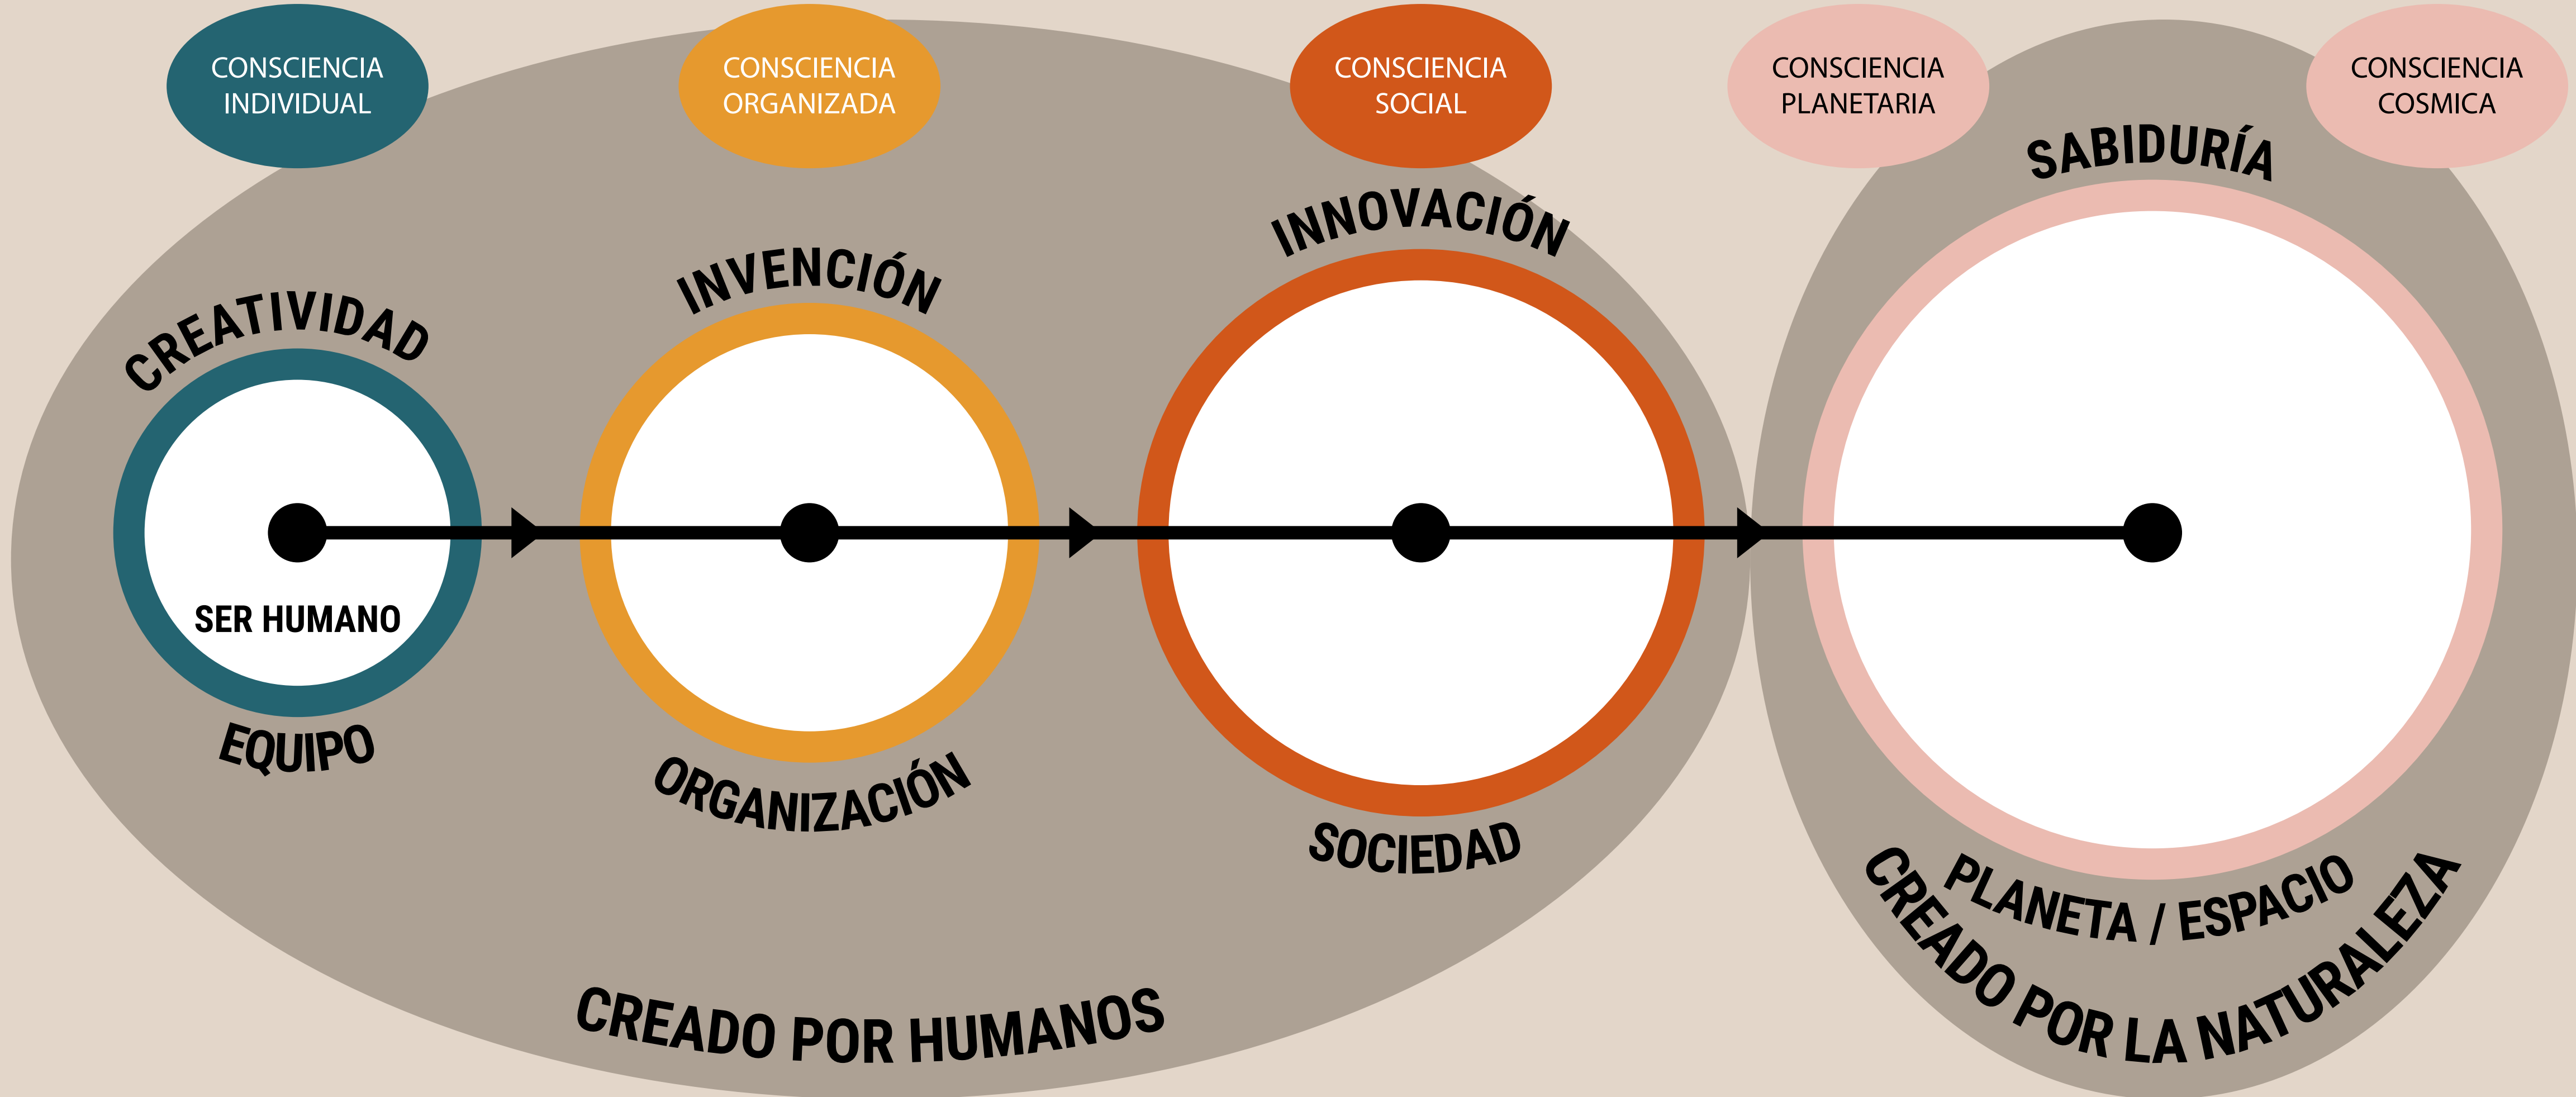 CONSCIENCIA
INDIVIDUAL
CONSCIENCIA
ORGANIZADA
CONSCIENCIA
SOCIAL
CONSCIENCIA
PLANETARIA
CONSCIENCIA
COSMICA
CREATIVIDAD
SER HUMANO
EQUIPO
INVENCIÓN
ORGANIZACIÓN
INNOVACIÓN
SOCIEDAD
CREADO POR HUMANOS
SABIDURÍA
PLANETA / ESPACIO
CREADO POR LA NATURALEZA